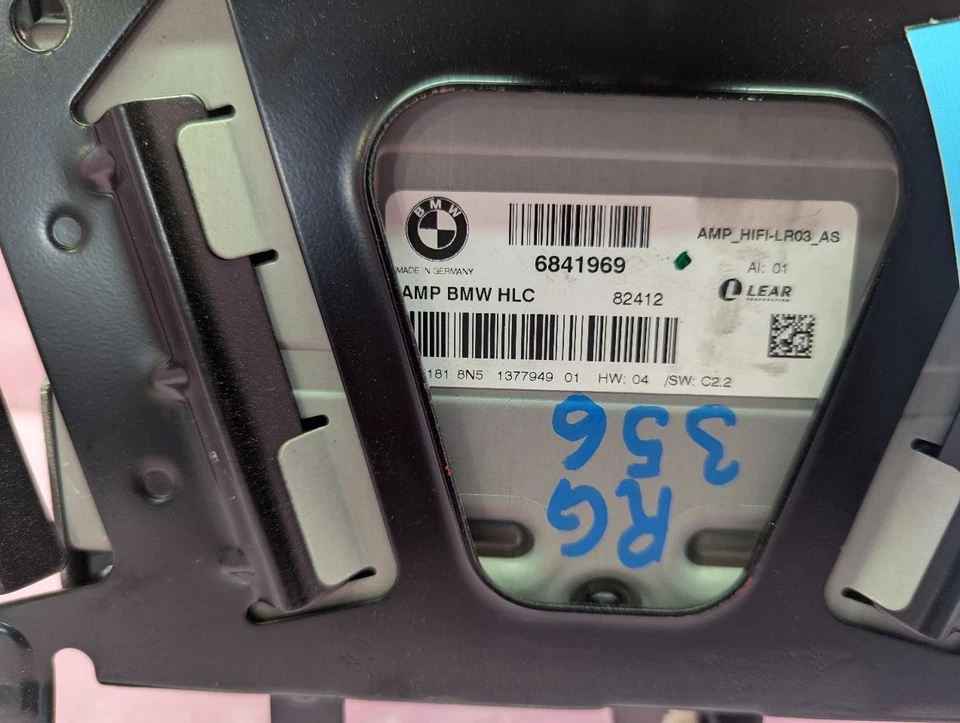 BMW
AMP_HIFI-LR03_AS
MADE IN GERMANY
6841969
AI: 01
AMP BMW HLC 82412
LEAR
CORPORATION
181 8N5 1377949 01 HW: 04 /SW: C2.2
RG
356